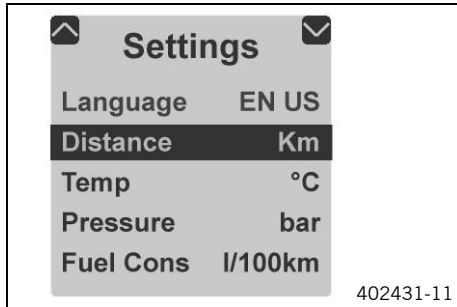 Settings
Language EN US
Distance Km
Temp °C
Pressure bar
Fuel Cons l/100km
402431-11